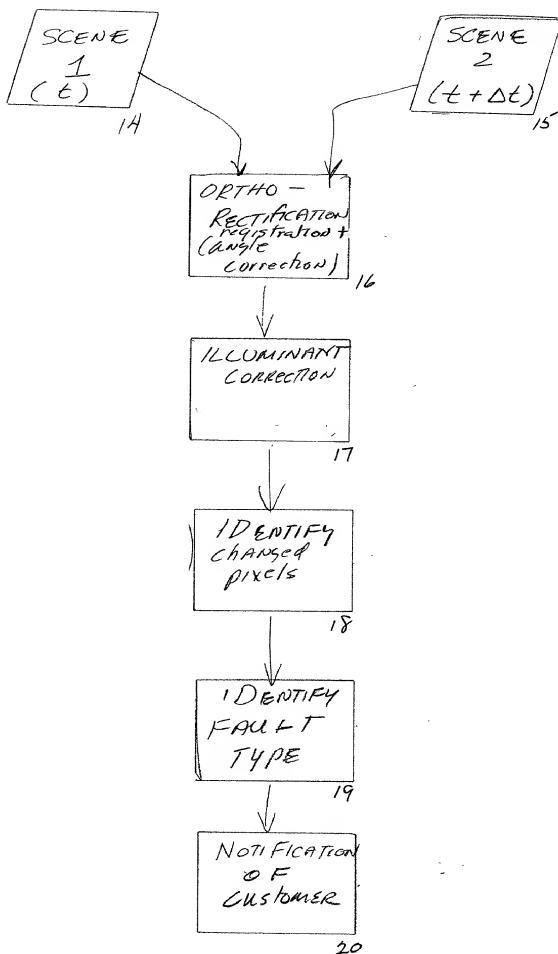 SCENE
1
(t)
14
SCENE
2
(t + Δt)
15
ORTHO -
RECTIFICATION
registration +
(angle
correction)
16
ILLUMINANT
CORRECTION
17
IDENTIFY
changed
pixels
18
IDENTIFY
FAULT
TYPE
19
NOTIFICATION
OF
CUSTOMER
20